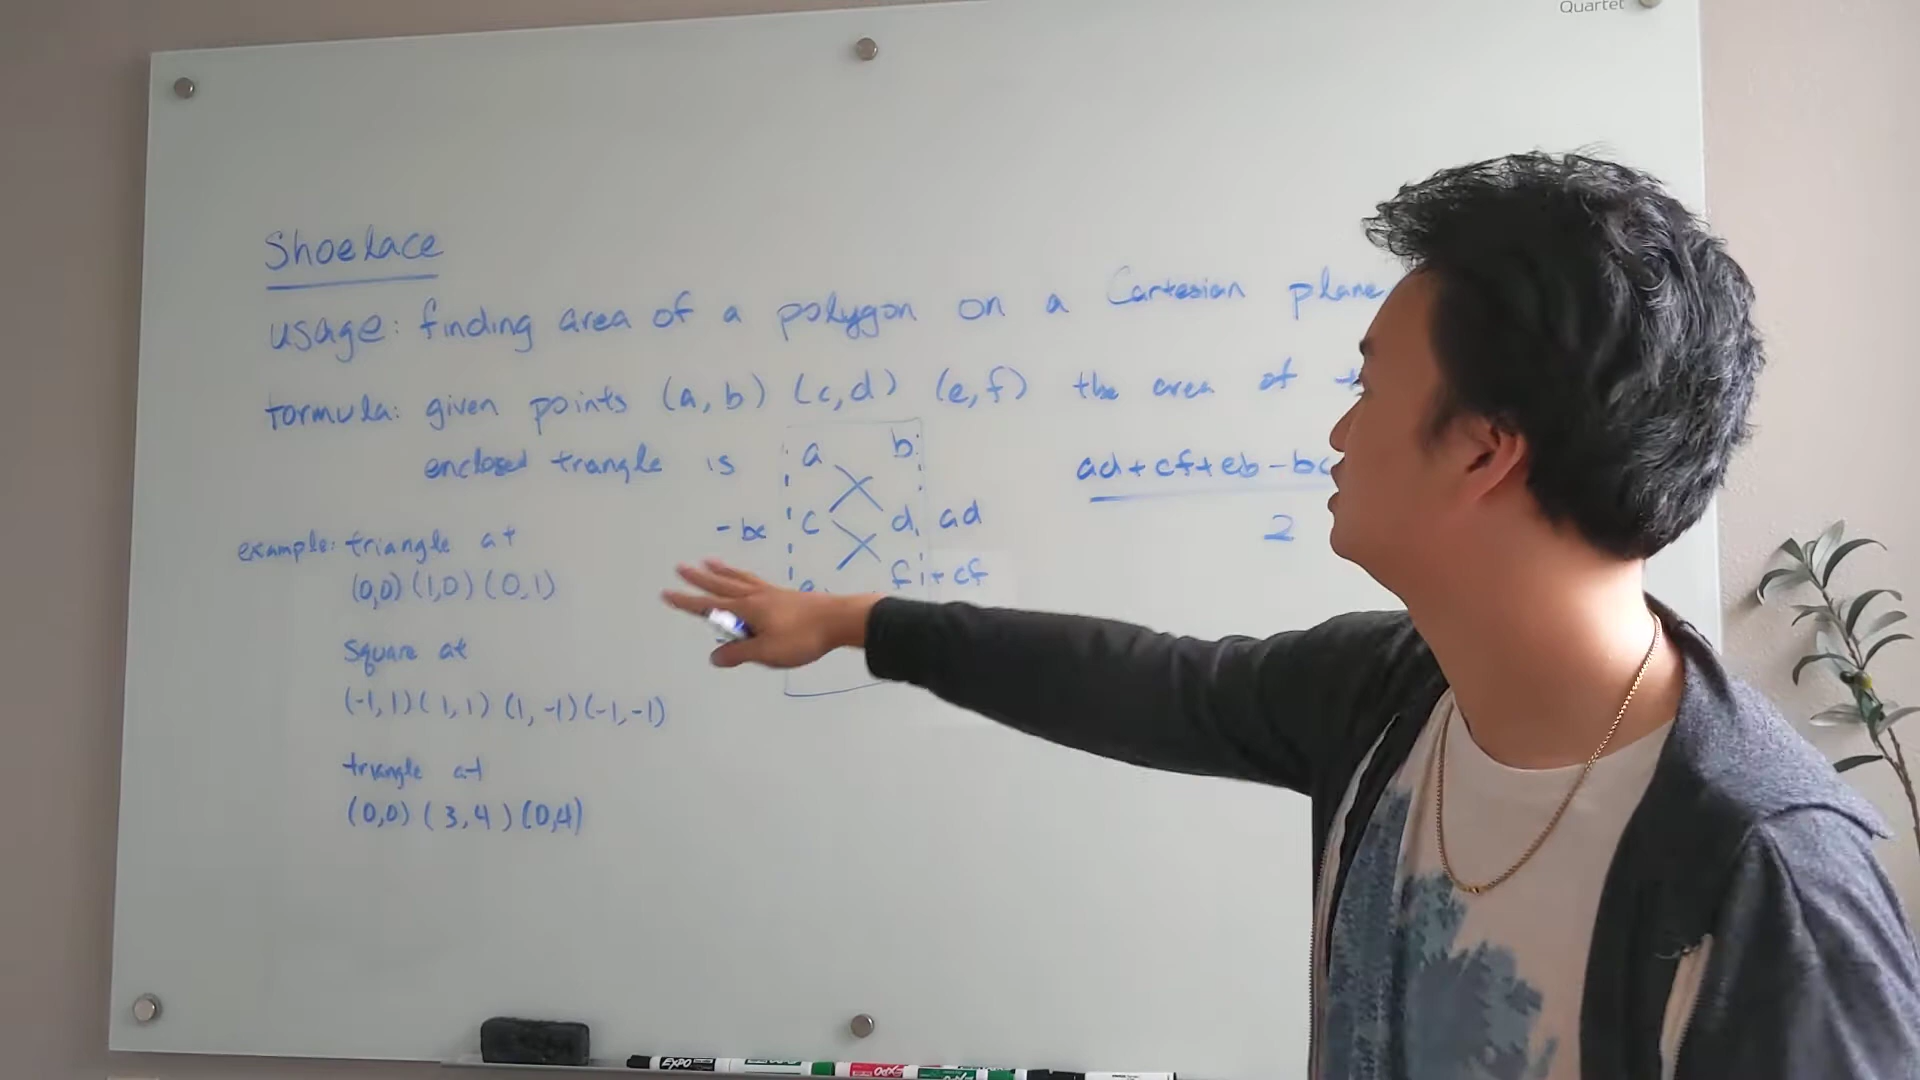 Quartet
Shoelace
usage: finding area of a polygon on a Cartesian plane
formula: given points (a, b) (c, d) (e, f) the area of
enclosed triangle is
a b
-bc c d ad
e f + cf
ad + cf + eb - bc
2
example: triangle at
(0,0) (1,0) (0,1)
square at
(-1, 1) (1, 1) (1, -1) (-1, -1)
triangle at
(0,0) (3,4) (0,4)
EXPO
EXPO
EXPO